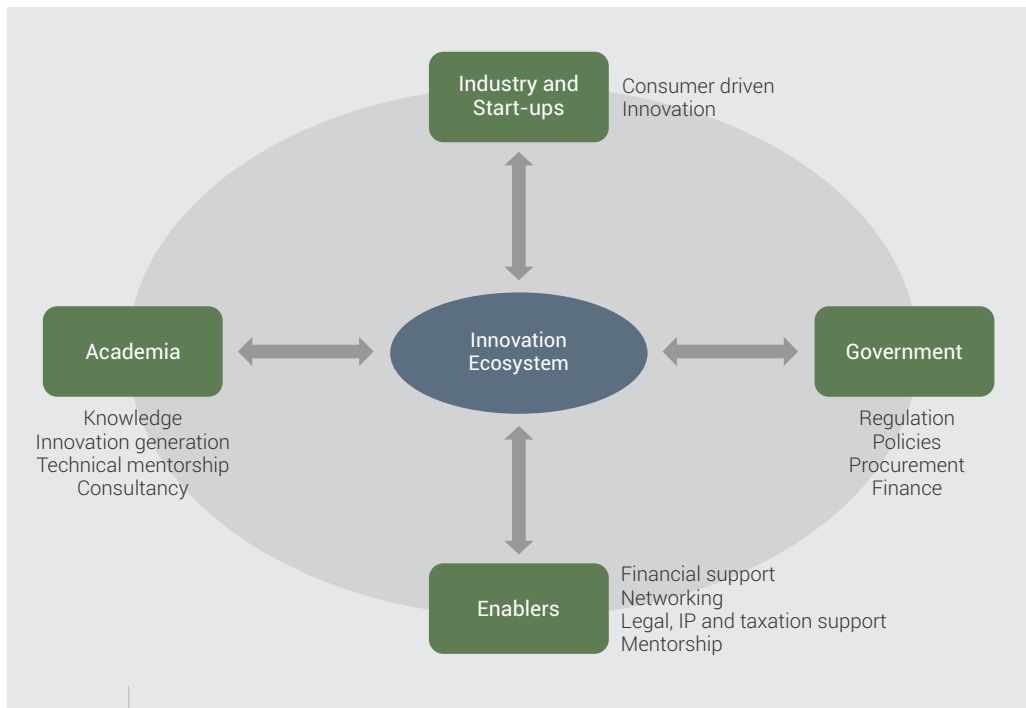 Industry and
Start-ups
Consumer driven
Innovation
Academia
Knowledge
Innovation generation
Technical mentorship
Consultancy
Innovation
Ecosystem
Government
Regulation
Policies
Procurement
Finance
Enablers
Financial support
Networking
Legal, IP and taxation support
Mentorship